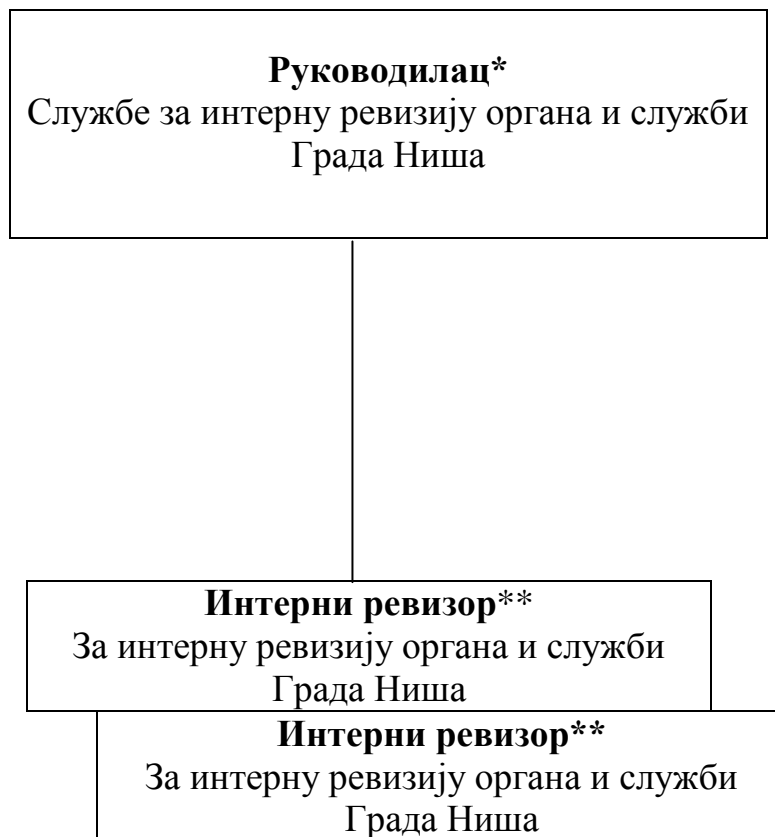 Руководилац*
Службе за интерну ревизију органа и служби
Града Ниша
Интерни ревизор**
За интерну ревизију органа и служби
Града Ниша
Интерни ревизор**
За интерну ревизију органа и служби
Града Ниша